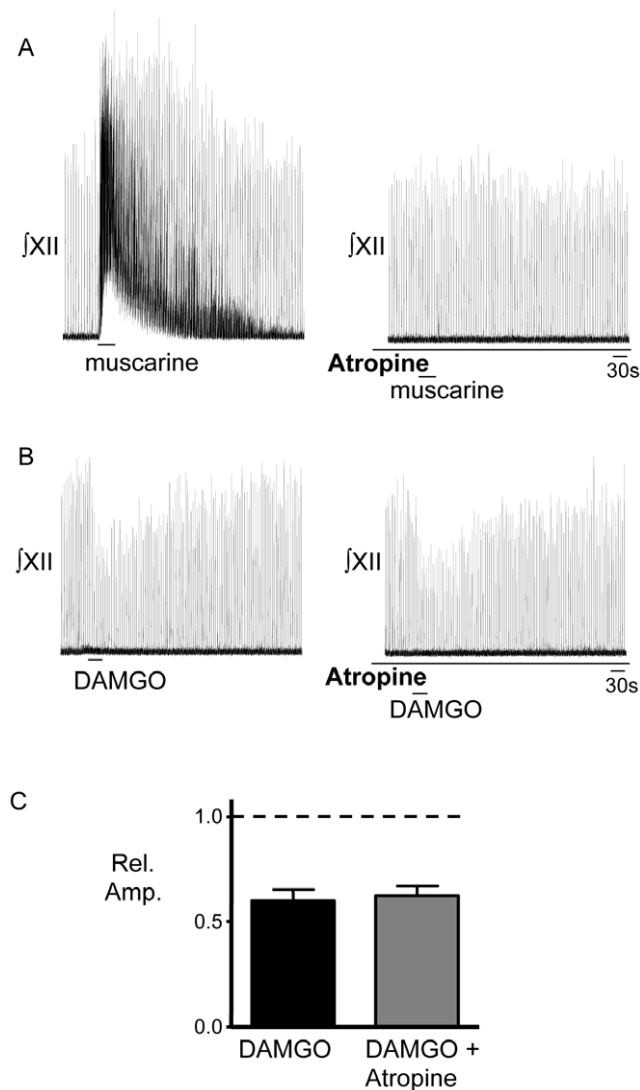 A
∫XII
muscarine
∫XII
Atropine
muscarine
30s
B
∫XII
DAMGO
∫XII
Atropine
DAMGO
30s
C
Rel.
Amp.
1.0
0.5
0.0
DAMGO
DAMGO +
Atropine